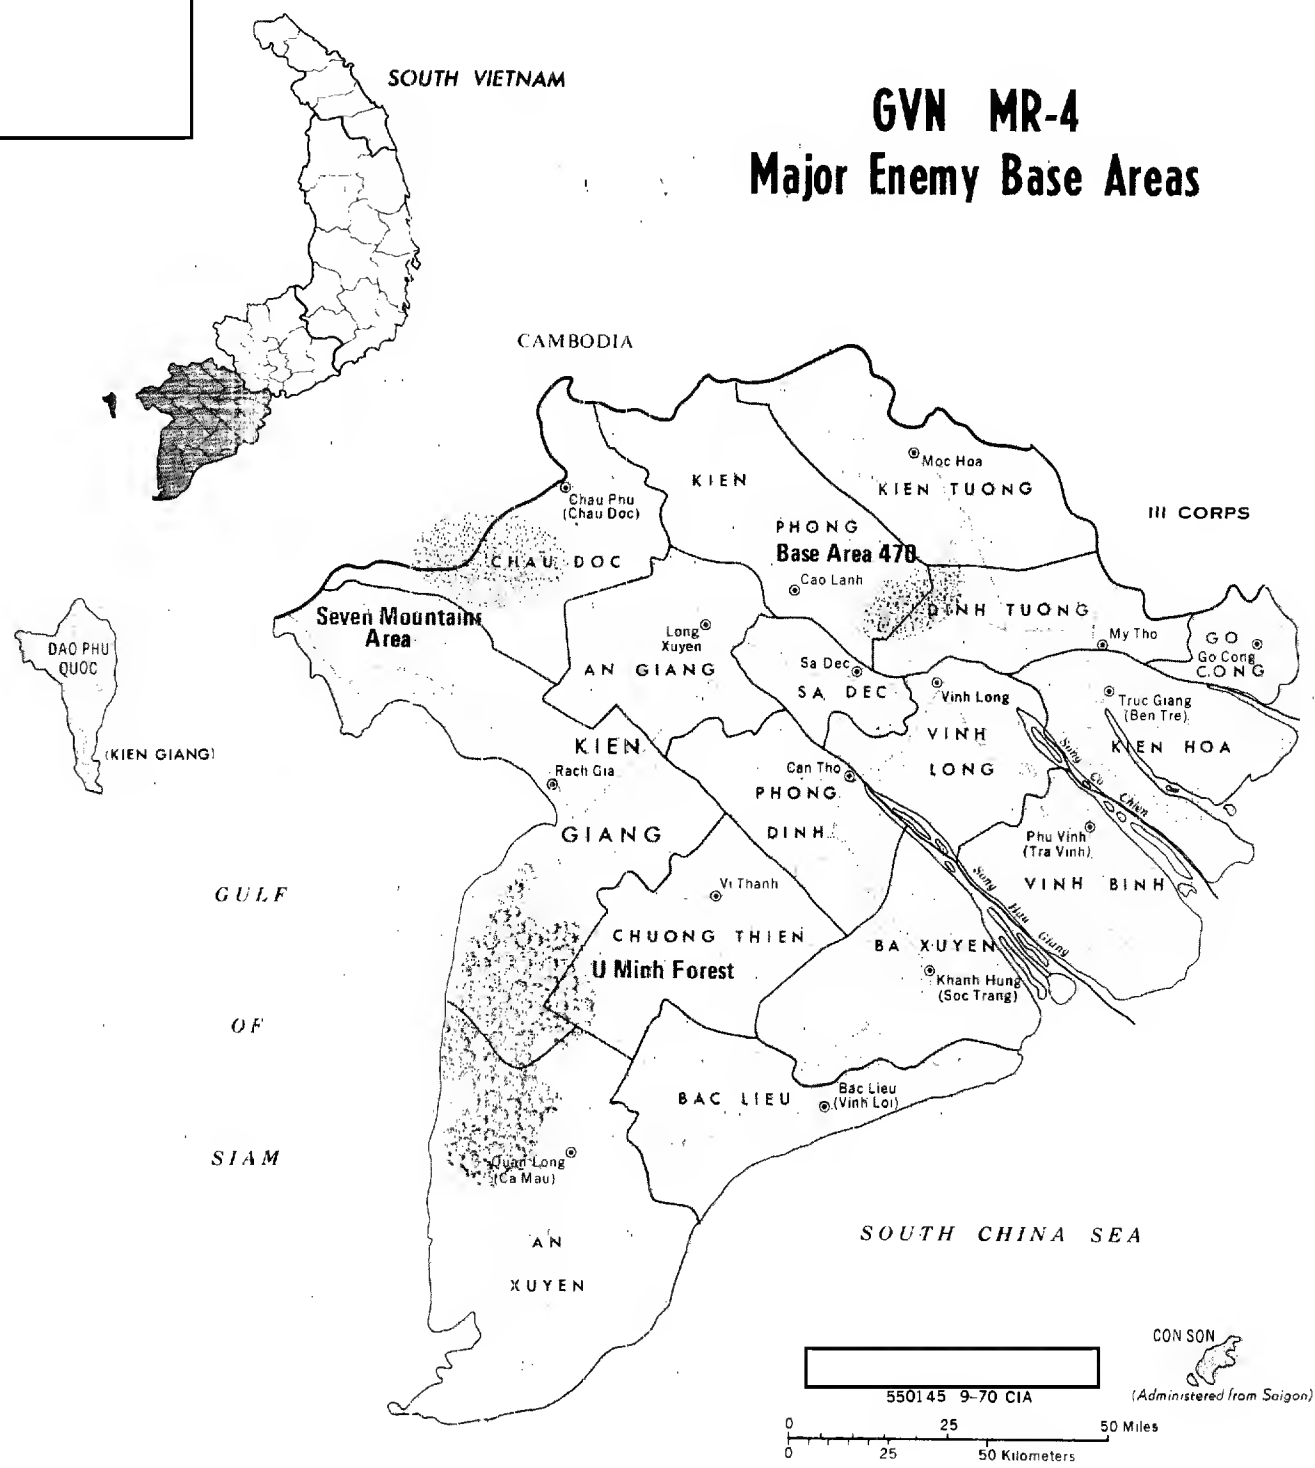 SOUTH VIETNAM
GVN MR-4
Major Enemy Base Areas
CAMBODIA
Moc Hoa
KIEN
KIEN TUONG
Chau Phu
(Chau Doc)
III CORPS
PHONG
Base Area 470
CHAU DOC
Cao Lanh
DINH TUONG
Seven Mountains
Area
Long
Xuyen
My Tho
GO
Go Cong
CONG
DAO PHU
QUOC
AN GIANG
Sa Dec
SA DEC
Vinh Long
Truc Giang
(Ben Tre)
VINH
KIEN HOA
(KIEN GIANG)
KIEN
Rach Gia
Can Tho
LONG
Song Co Chien
PHONG
GIANG
DINH
Phu Vinh
(Tra Vinh)
VINH BINH
Vi Thanh
Song Hau Giang
GULF
CHUONG THIEN
BA XUYEN
U Minh Forest
Khanh Hung
(Soc Trang)
OF
BAC LIEU
Bac Lieu
(Vinh Loi)
SIAM
Quan Long
(Ca Mau)
SOUTH CHINA SEA
AN
XUYEN
CON SON
(Administered from Saigon)
550145 9-70 CIA
0 25 50 Miles
0 25 50 Kilometers